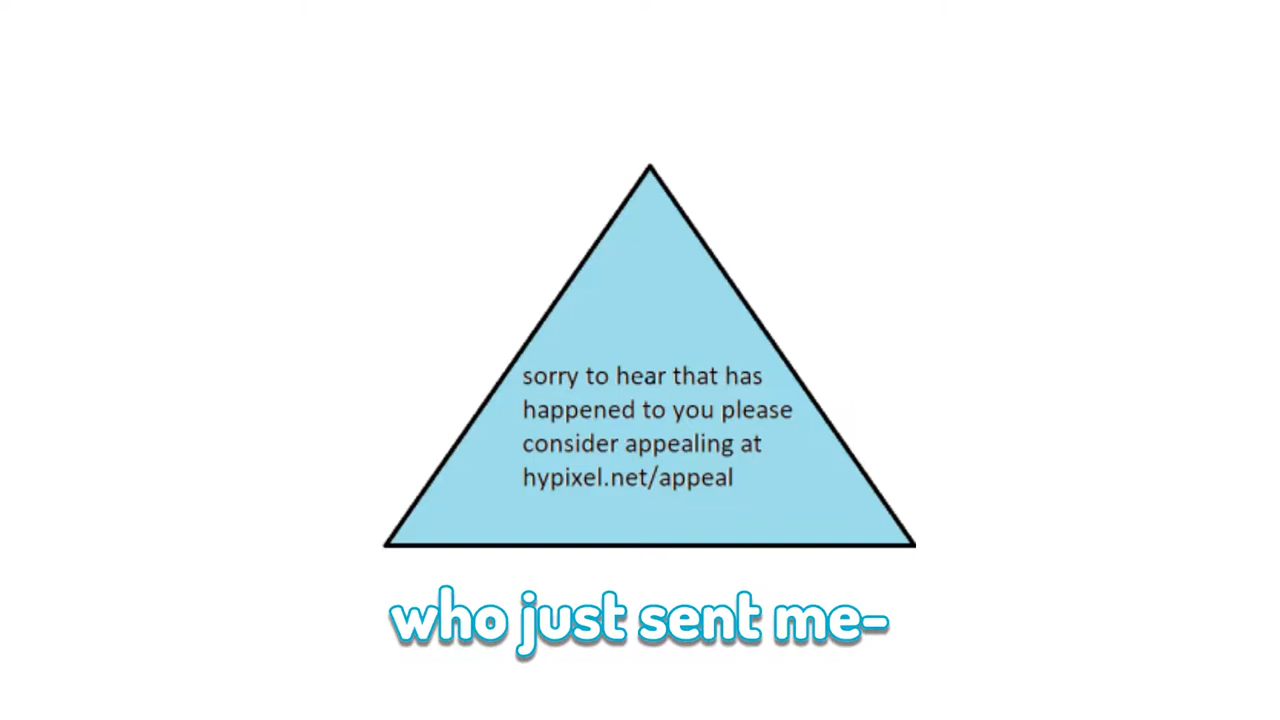 sorry to hear that has
happened to you please
consider appealing at
hypixel.net/appeal
who just sent me-